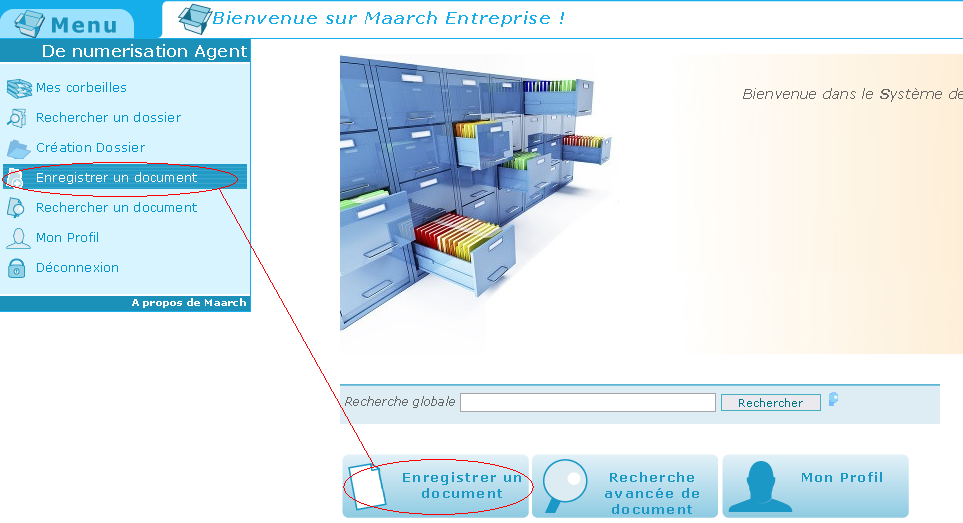 Menu
Bienvenue sur Maarch Entreprise !
De numerisation Agent
Mes corbeilles
Rechercher un dossier
Création Dossier
Enregistrer un document
Rechercher un document
Mon Profil
Déconnexion
A propos de Maarch
Bienvenue dans le Système de
Recherche globale
Rechercher
Enregistrer un
document
Recherche
avancée de
document
Mon Profil